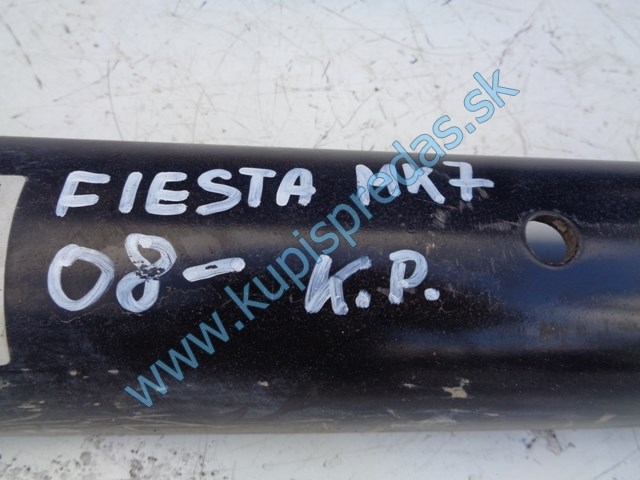 FIESTA MK7
08- K.P.
www.kupispredas.sk